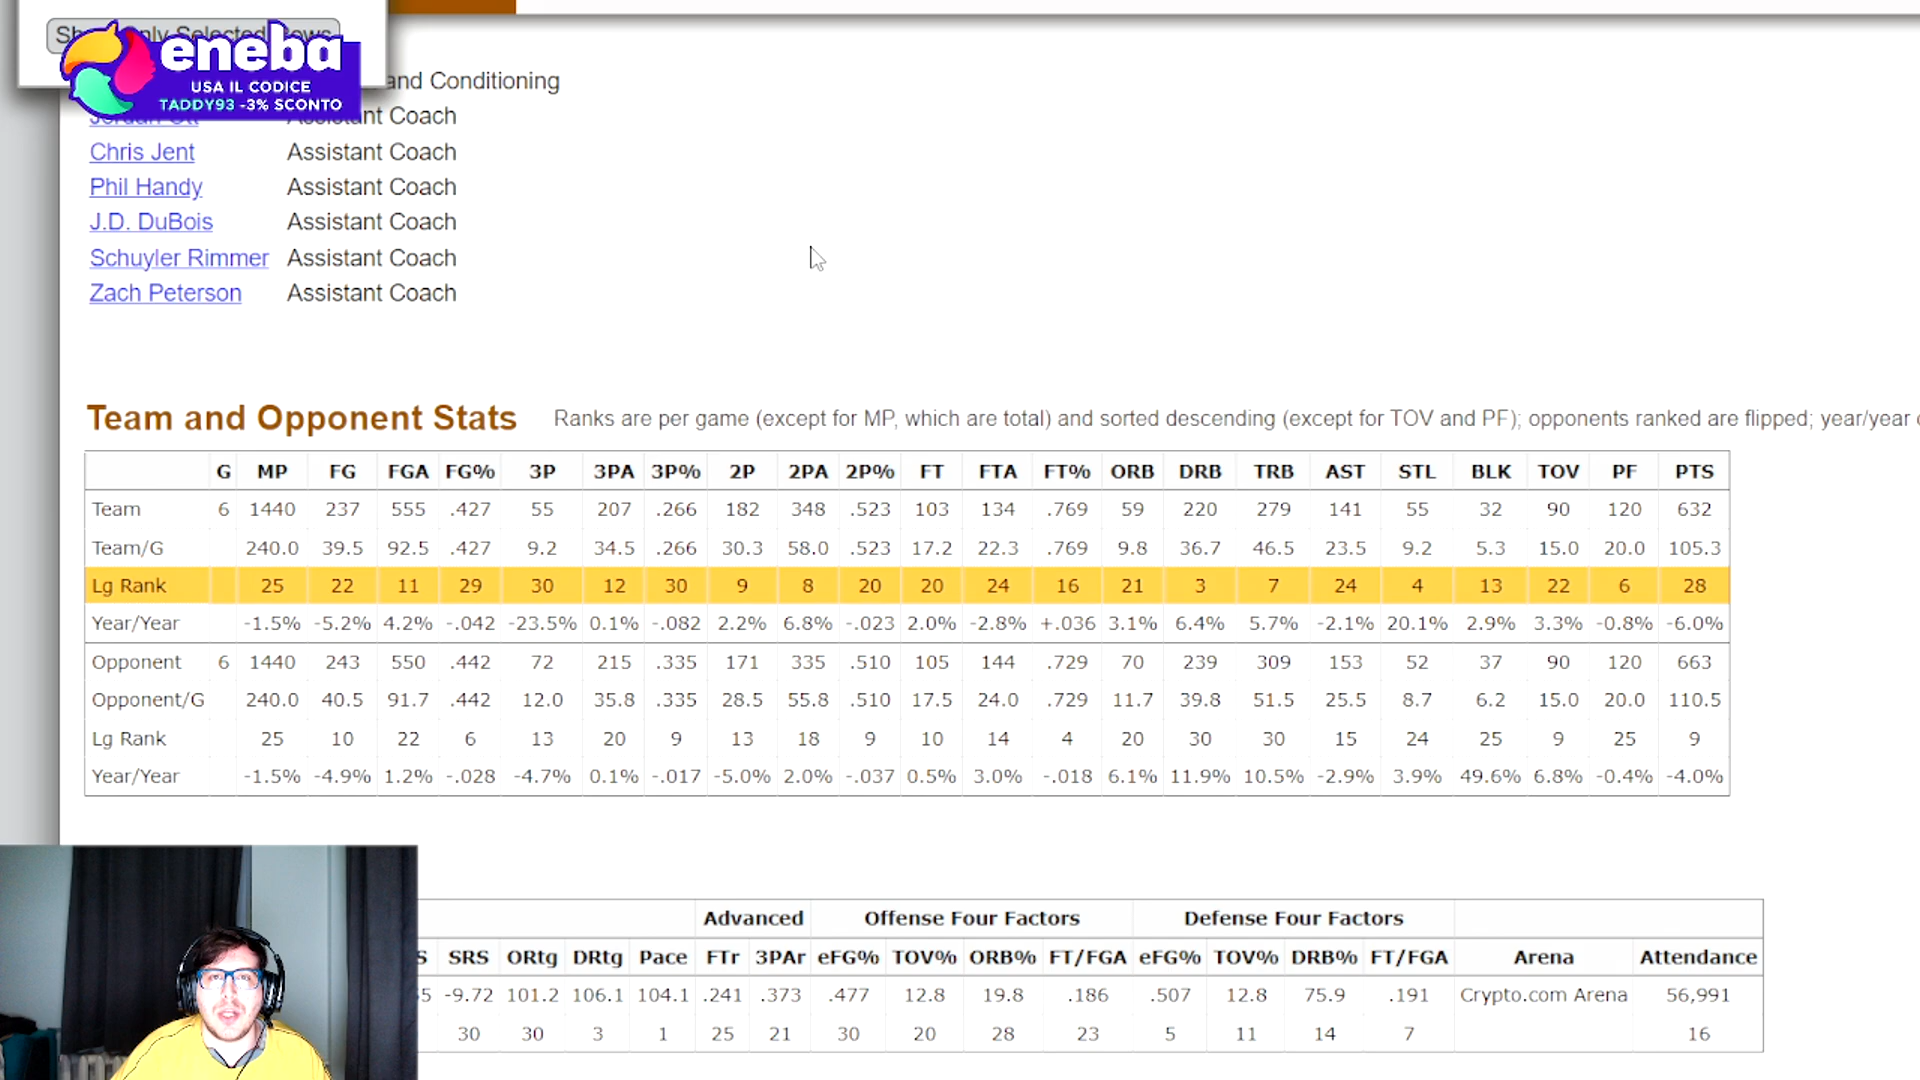 eneba
USA IL CODICE
TADDY93 -3% SCONTO
and Conditioning
Assistant Coach
Chris Jent Assistant Coach
Phil Handy Assistant Coach
J.D. DuBois Assistant Coach
Schuyler Rimmer Assistant Coach
Zach Peterson Assistant Coach
Team and Opponent Stats Ranks are per game (except for MP, which are total) and sorted descending (except for TOV and PF); opponents ranked are flipped; year/year
G MP FG FGA FG% 3P 3PA 3P% 2P 2PA 2P% FT FTA FT% ORB DRB TRB AST STL BLK TOV PF PTS
Team 6 1440 237 555 .427 55 207 .266 182 348 .523 103 134 .769 59 220 279 141 55 32 90 120 632
Team/G 240.0 39.5 92.5 .427 9.2 34.5 .266 30.3 58.0 .523 17.2 22.3 .769 9.8 36.7 46.5 23.5 9.2 5.3 15.0 20.0 105.3
Lg Rank 25 22 11 29 30 12 30 9 8 20 20 24 16 21 3 7 24 4 13 22 6 28
Year/Year -1.5% -5.2% 4.2% -.042 -23.5% 0.1% -.082 2.2% 6.8% -.023 2.0% -2.8% +.036 3.1% 6.4% 5.7% -2.1% 20.1% 2.9% 3.3% -0.8% -6.0%
Opponent 6 1440 243 550 .442 72 215 .335 171 335 .510 105 144 .729 70 239 309 153 52 37 90 120 663
Opponent/G 240.0 40.5 91.7 .442 12.0 35.8 .335 28.5 55.8 .510 17.5 24.0 .729 11.7 39.8 51.5 25.5 8.7 6.2 15.0 20.0 110.5
Lg Rank 25 10 22 6 13 20 9 13 18 9 10 14 4 20 30 30 15 24 25 9 25 9
Year/Year -1.5% -4.9% 1.2% -.028 -4.7% 0.1% -.017 -5.0% 2.0% -.037 0.5% 3.0% -.018 6.1% 11.9% 10.5% -2.9% 3.9% 49.6% 6.8% -0.4% -4.0%
Advanced Offense Four Factors Defense Four Factors
SRS ORtg DRtg Pace FTr 3PAr eFG% TOV% ORB% FT/FGA eFG% TOV% DRB% FT/FGA Arena Attendance
-9.72 101.2 106.1 104.1 .241 .373 .477 12.8 19.8 .186 .507 12.8 75.9 .191 Crypto.com Arena 56,991
30 30 3 1 25 21 30 20 28 23 5 11 14 7 16